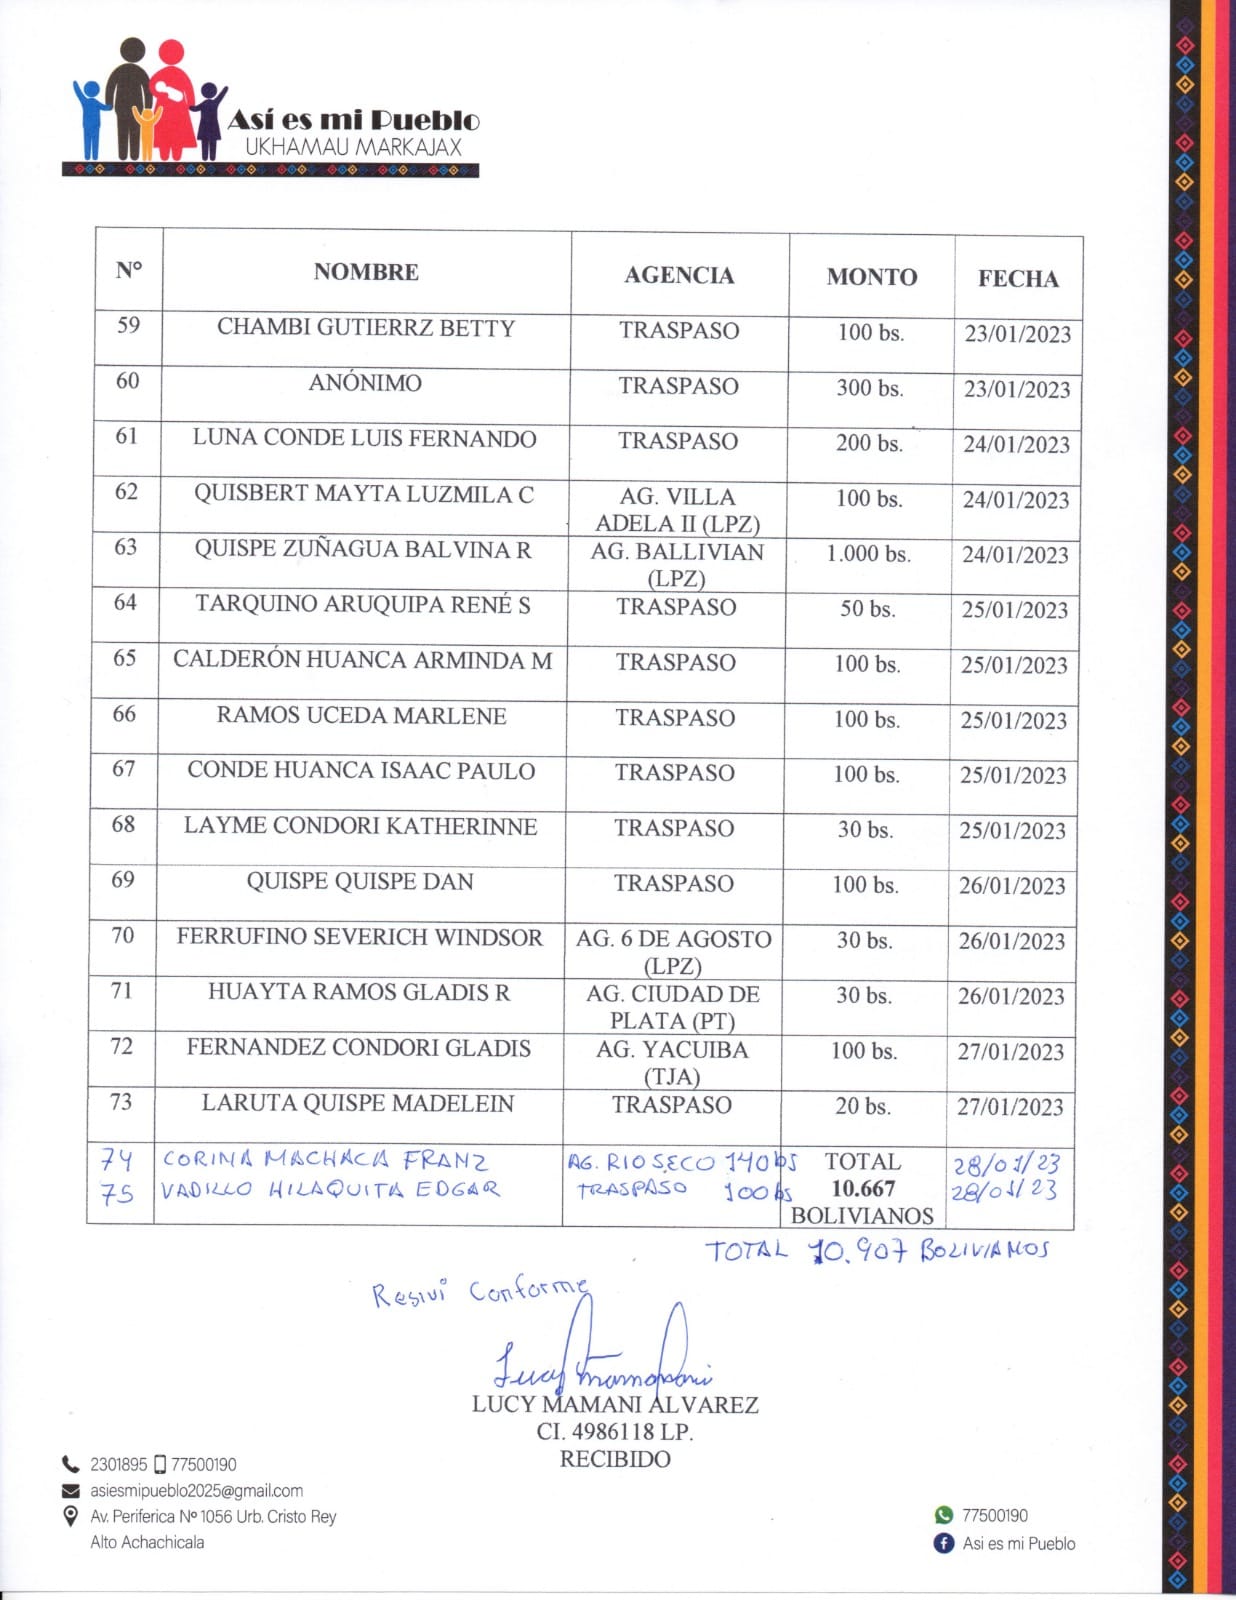 Así es mi Pueblo
UKHAMAU MARKAJAX
N° NOMBRE AGENCIA MONTO FECHA
59 CHAMBI GUTIERRZ BETTY TRASPASO 100 bs. 23/01/2023
60 ANÓNIMO TRASPASO 300 bs. 23/01/2023
61 LUNA CONDE LUIS FERNANDO TRASPASO 200 bs. 24/01/2023
62 QUISBERT MAYTA LUZMILA C AG. VILLA ADELA II (LPZ) 100 bs. 24/01/2023
63 QUISPE ZUÑAGUA BALVINA R AG. BALLIVIAN (LPZ) 1.000 bs. 24/01/2023
64 TARQUINO ARUQUIPA RENÉ S TRASPASO 50 bs. 25/01/2023
65 CALDERÓN HUANCA ARMINDA M TRASPASO 100 bs. 25/01/2023
66 RAMOS UCEDA MARLENE TRASPASO 100 bs. 25/01/2023
67 CONDE HUANCA ISAAC PAULO TRASPASO 100 bs. 25/01/2023
68 LAYME CONDORI KATHERINNE TRASPASO 30 bs. 25/01/2023
69 QUISPE QUISPE DAN TRASPASO 100 bs. 26/01/2023
70 FERRUFINO SEVERICH WINDSOR AG. 6 DE AGOSTO (LPZ) 30 bs. 26/01/2023
71 HUAYTA RAMOS GLADIS R AG. CIUDAD DE PLATA (PT) 30 bs. 26/01/2023
72 FERNANDEZ CONDORI GLADIS AG. YACUIBA (TJA) 100 bs. 27/01/2023
73 LARUTA QUISPE MADELEIN TRASPASO 20 bs. 27/01/2023
74 CORINA MACHACA FRANZ AG. RIO SECO 140 bs TOTAL 28/01/23
75 VADILLO HILAQUITA EDGAR TRASPASO 100 bs 10.667 28/01/23
BOLIVIANOS
TOTAL 10.907 BOLIVIANOS
Resivi Conforme
Lucy Mamani
LUCY MAMANI ALVAREZ
CI. 4986118 LP.
RECIBIDO
2301895 77500190
asiesmipueblo2025@gmail.com
Av. Periferica Nº 1056 Urb. Cristo Rey
Alto Achachicala
77500190
Asi es mi Pueblo